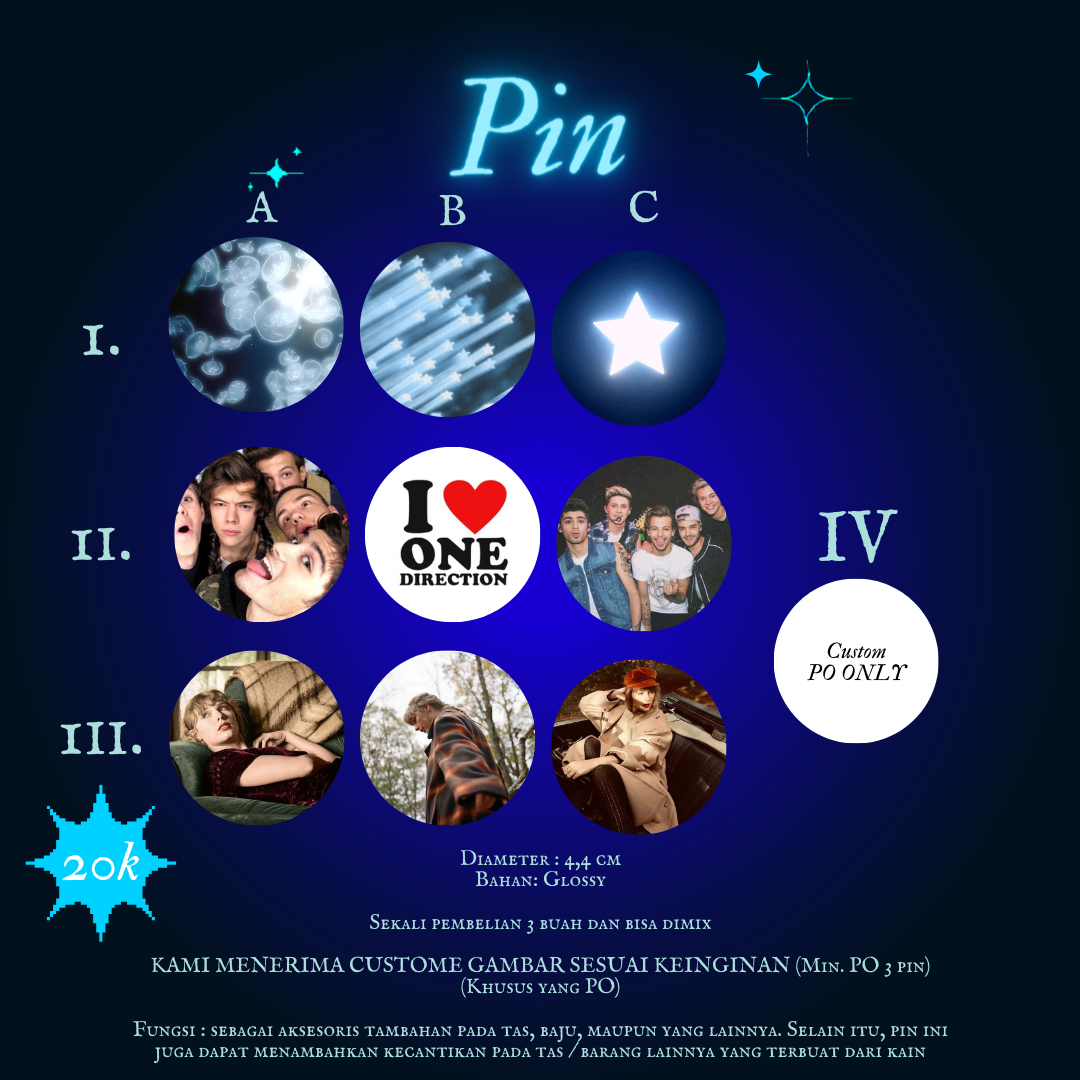 Pin
A B C
I.
II.
I ❤
ONE
DIRECTION
IV
Custom
PO ONLY
III.
20k
Diameter : 4,4 cm
Bahan: Glossy
Sekali pembelian 3 buah dan bisa dimix
KAMI MENERIMA CUSTOME GAMBAR SESUAI KEINGINAN (Min. PO 3 pin)
(Khusus yang PO)
Fungsi : sebagai aksesoris tambahan pada tas, baju, maupun yang lainnya. Selain itu, pin ini
juga dapat menambahkan kecantikan pada tas /barang lainnya yang terbuat dari kain